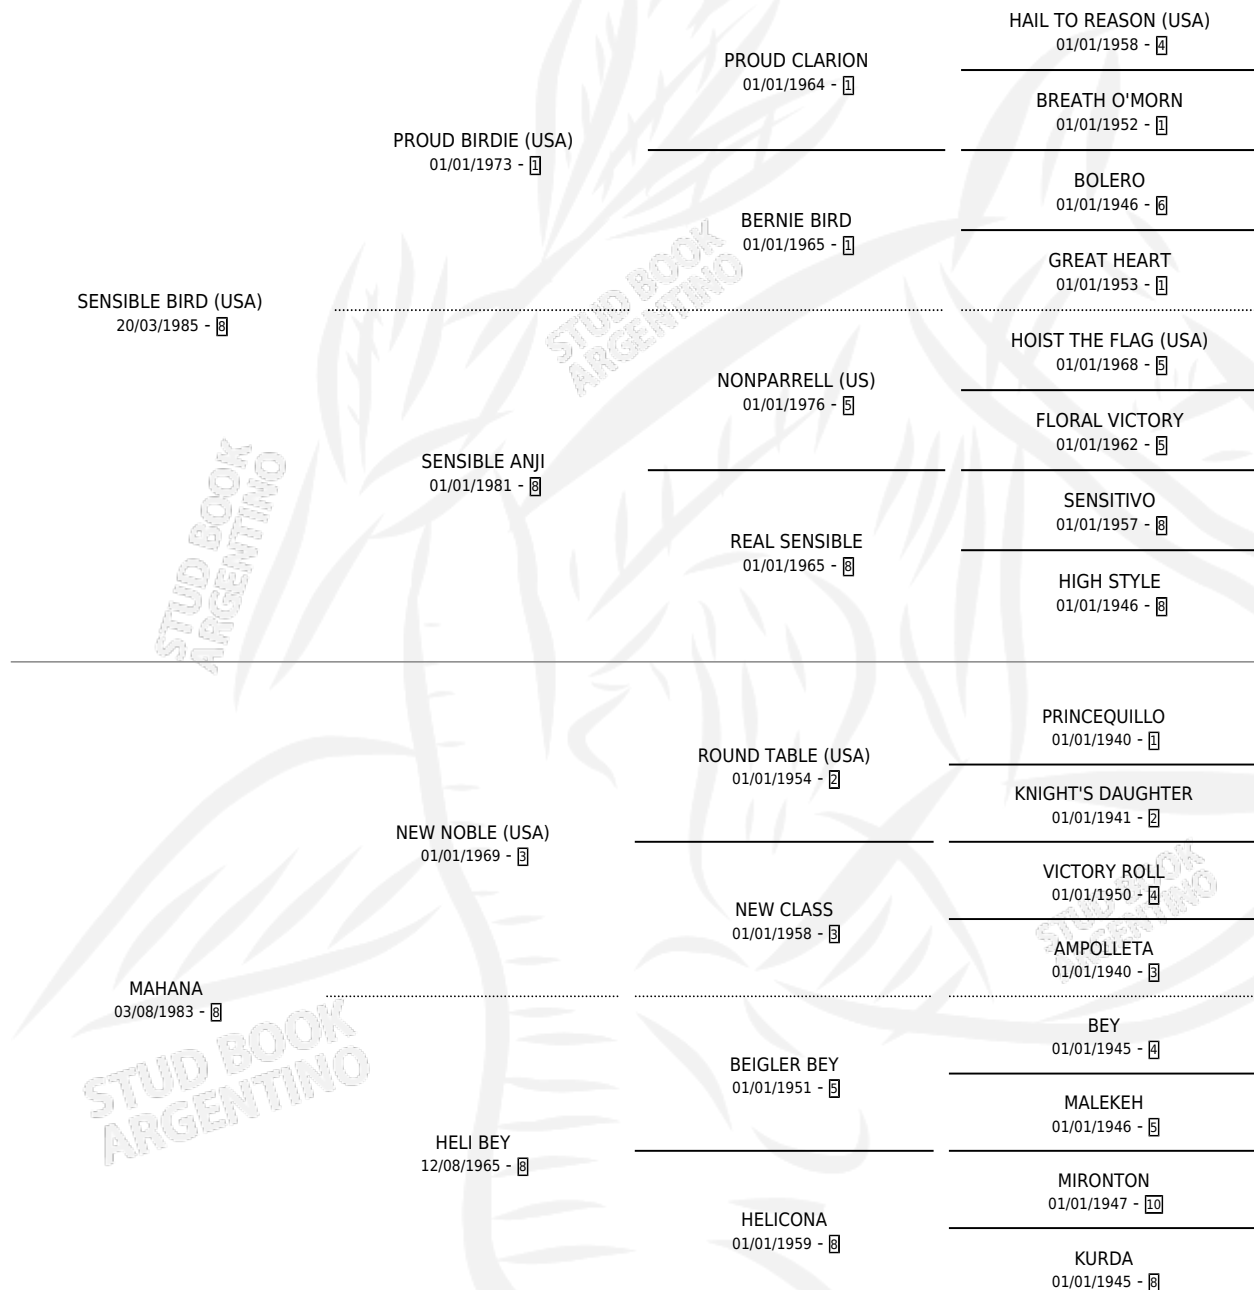 HAIL TO REASON (USA)
01/01/1958 - 4
PROUD CLARION
01/01/1964 - 1
BREATH O'MORN
01/01/1952 - 1
PROUD BIRDIE (USA)
01/01/1973 - 1
BOLERO
01/01/1946 - 6
BERNIE BIRD
01/01/1965 - 1
GREAT HEART
01/01/1953 - 1
SENSIBLE BIRD (USA)
20/03/1985 - 8
HOIST THE FLAG (USA)
01/01/1968 - 5
NONPARRELL (US)
01/01/1976 - 5
FLORAL VICTORY
01/01/1962 - 5
SENSIBLE ANJI
01/01/1981 - 8
SENSITIVO
01/01/1957 - 8
REAL SENSIBLE
01/01/1965 - 8
HIGH STYLE
01/01/1946 - 8
PRINCEQUILLO
01/01/1940 - 1
ROUND TABLE (USA)
01/01/1954 - 2
KNIGHT'S DAUGHTER
01/01/1941 - 2
NEW NOBLE (USA)
01/01/1969 - 3
VICTORY ROLL
01/01/1950 - 4
NEW CLASS
01/01/1958 - 3
AMPOLLETA
01/01/1940 - 3
MAHANA
03/08/1983 - 8
BEY
01/01/1945 - 4
BEIGLER BEY
01/01/1951 - 5
MALEKEH
01/01/1946 - 5
HELI BEY
12/08/1965 - 8
MIRONTON
01/01/1947 - 10
HELICONA
01/01/1959 - 8
KURDA
01/01/1945 - 8
STUD BOOK
ARGENTINO
STUD BOOK
ARGENTINO
STUD BOOK
ARGENTINO
STUD BOOK
ARGENTINO